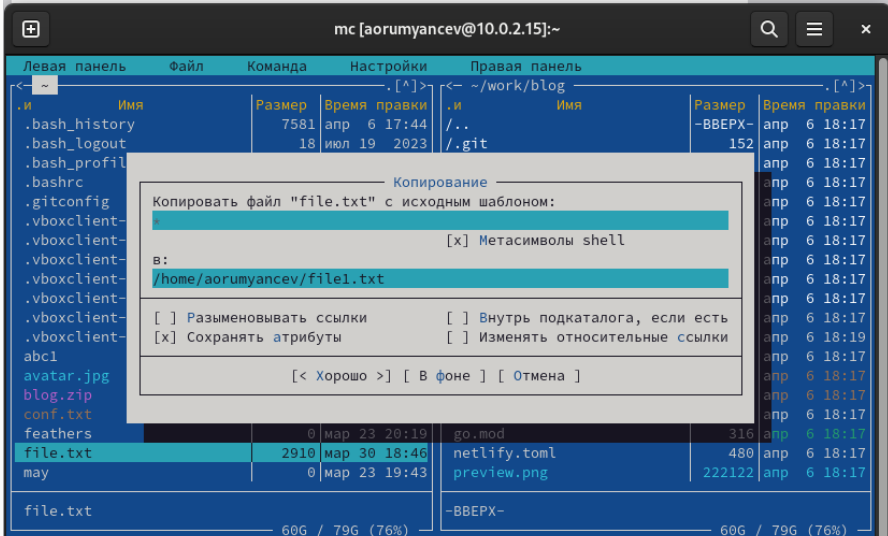 mc [aorumyancev@10.0.2.15]:~
Левая панель Файл Команда Настройки Правая панель
<─ ~ .[^]> <─ ~/work/blog .[^]>
.и Имя Размер Время правки .и Имя Размер Время правки
.bash_history 7581 апр 6 17:44 /.. -ВВЕРХ- апр 6 18:17
.bash_logout 18 июл 19 2023 /.git 152 апр 6 18:17
.bash_profil апр 6 18:17
.bashrc апр 6 18:17
Копирование
.gitconfig апр 6 18:17
Копировать файл "file.txt" с исходным шаблоном:
.vboxclient- апр 6 18:17
*
.vboxclient- апр 6 18:17
[x] Метасимволы shell
.vboxclient- апр 6 18:17
в:
.vboxclient- апр 6 18:17
/home/aorumyancev/file1.txt
.vboxclient- апр 6 18:17
.vboxclient- апр 6 18:17
[ ] Разыменовывать ссылки [ ] Внутрь подкаталога, если есть
.vboxclient- апр 6 18:19
[x] Сохранять атрибуты [ ] Изменять относительные ссылки
abc1 апр 6 18:17
avatar.jpg апр 6 18:17
[< Хорошо >] [ В фоне ] [ Отмена ]
blog.zip апр 6 18:17
conf.txt апр 6 18:17
feathers 0 мар 23 20:19 go.mod 316 апр 6 18:17
file.txt 2910 мар 30 18:46 netlify.toml 480 апр 6 18:17
may 0 мар 23 19:43 preview.png 222122 апр 6 18:17
file.txt -ВВЕРХ-
60G / 79G (76%) 60G / 79G (76%)